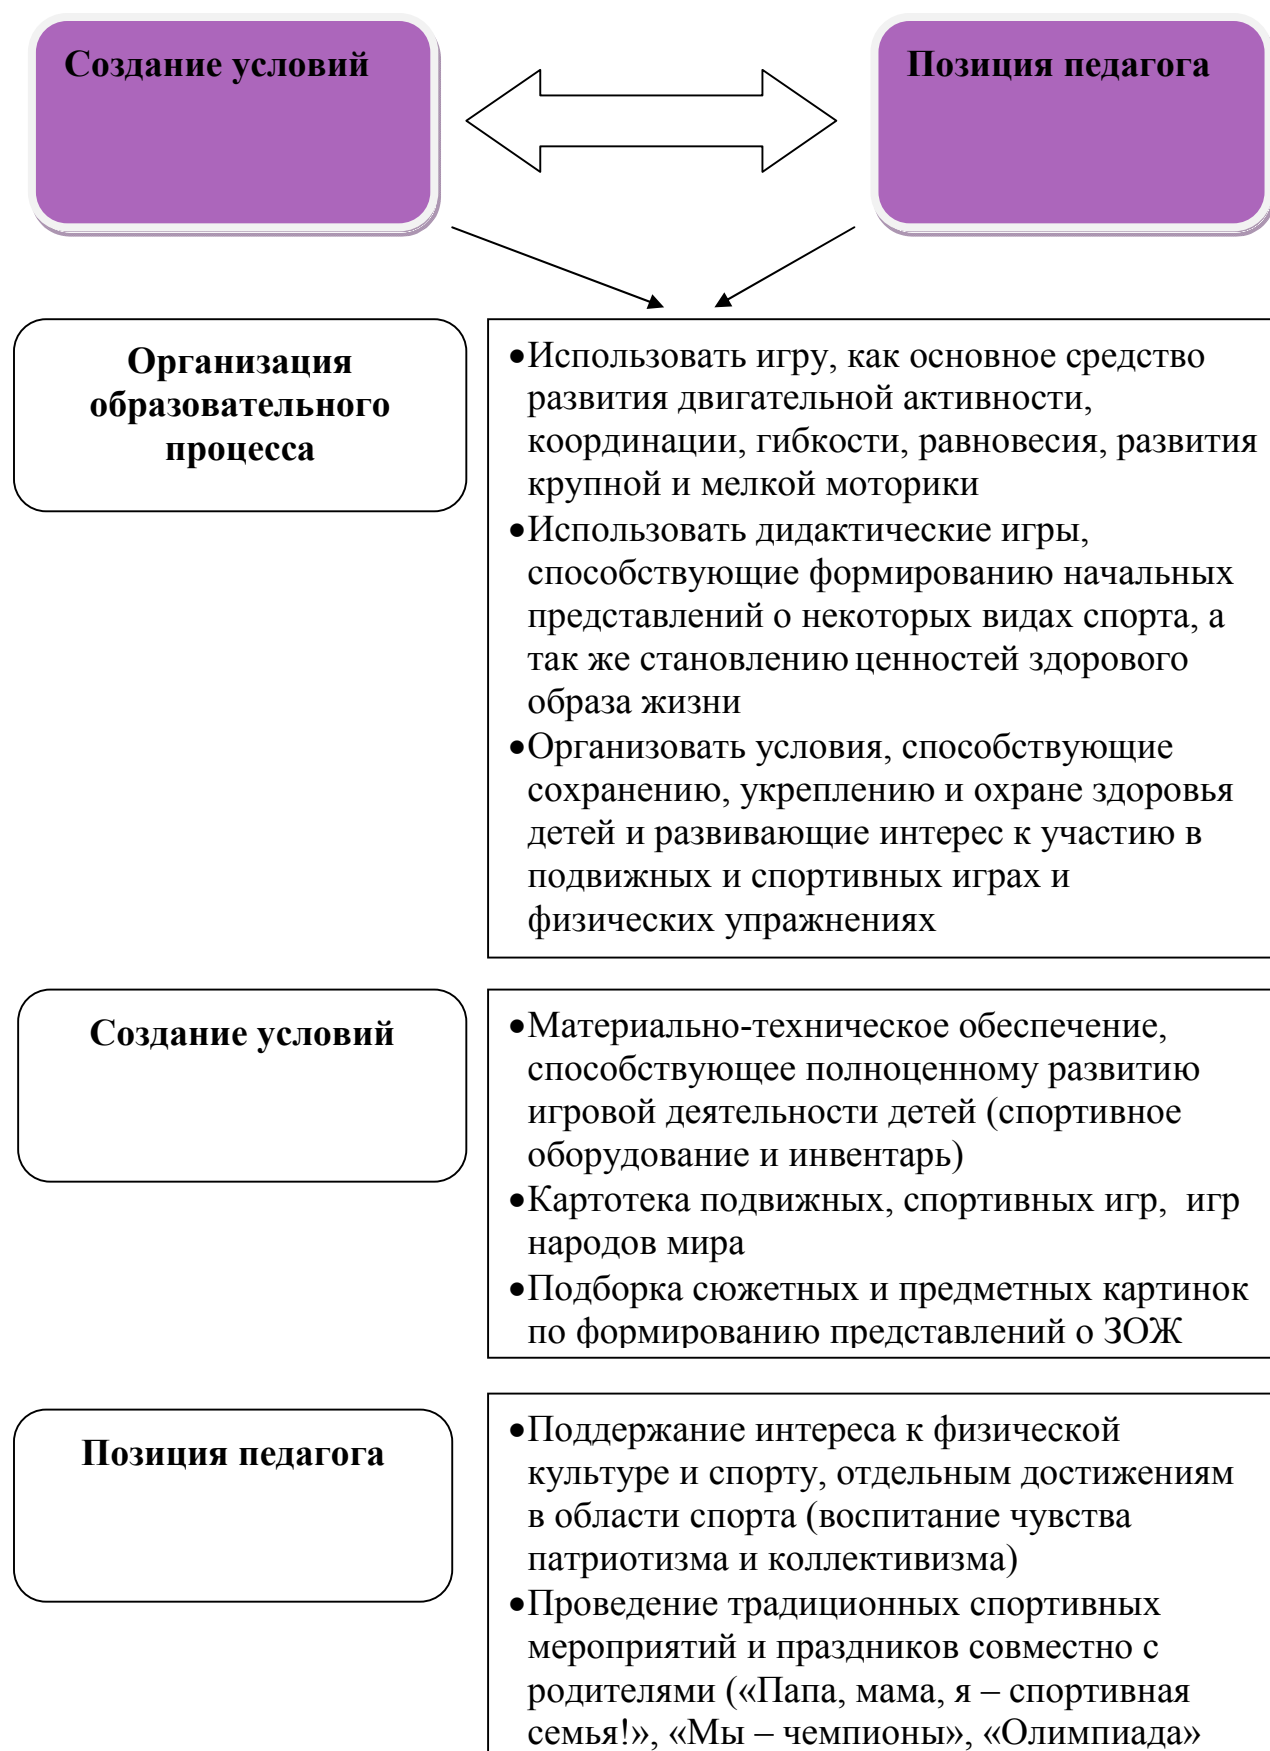 Создание условий
Позиция педагога
Организация
образовательного
процесса
•Использовать игру, как основное средство
развития двигательной активности,
координации, гибкости, равновесия, развития
крупной и мелкой моторики
•Использовать дидактические игры,
способствующие формированию начальных
представлений о некоторых видах спорта, а
так же становлению ценностей здорового
образа жизни
•Организовать условия, способствующие
сохранению, укреплению и охране здоровья
детей и развивающие интерес к участию в
подвижных и спортивных играх и
физических упражнениях
Создание условий
•Материально-техническое обеспечение,
способствующее полноценному развитию
игровой деятельности детей (спортивное
оборудование и инвентарь)
•Картотека подвижных, спортивных игр, игр
народов мира
•Подборка сюжетных и предметных картинок
по формированию представлений о ЗОЖ
Позиция педагога
•Поддержание интереса к физической
культуре и спорту, отдельным достижениям
в области спорта (воспитание чувства
патриотизма и коллективизма)
•Проведение традиционных спортивных
мероприятий и праздников совместно с
родителями («Папа, мама, я – спортивная
семья!», «Мы – чемпионы», «Олимпиада»